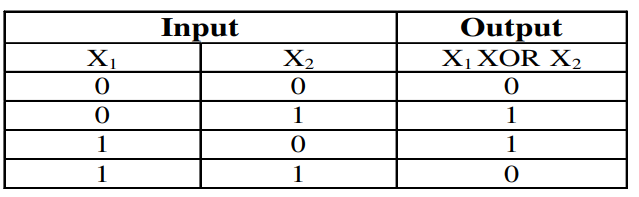 Input Output
X₁ X₂ X₁ XOR X₂
0 0 0
0 1 1
1 0 1
1 1 0